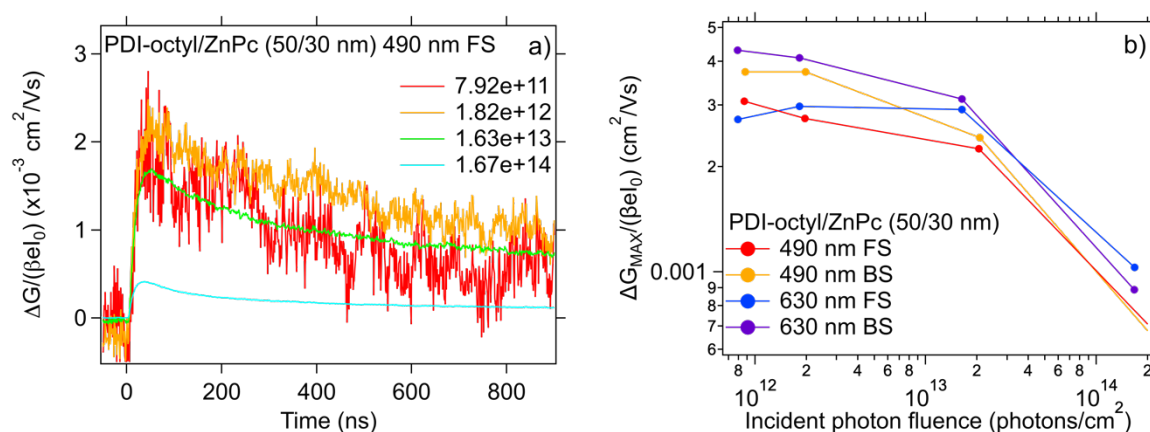 PDI-octyl/ZnPc (50/30 nm) 490 nm FS
a)
7.92e+11
1.82e+12
1.63e+13
1.67e+14
ΔG/(βeI₀) (x10⁻³ cm²/Vs)
3
2
1
0
0
200
400
600
800
Time (ns)
b)
ΔG_MAX/(βeI₀) (cm²/Vs)
5
4
3
2
0.001
9
8
7
6
PDI-octyl/ZnPc (50/30 nm)
490 nm FS
490 nm BS
630 nm FS
630 nm BS
8
10¹²
2
4
6
8
10¹³
2
4
6
8
10¹⁴
2
Incident photon fluence (photons/cm²)